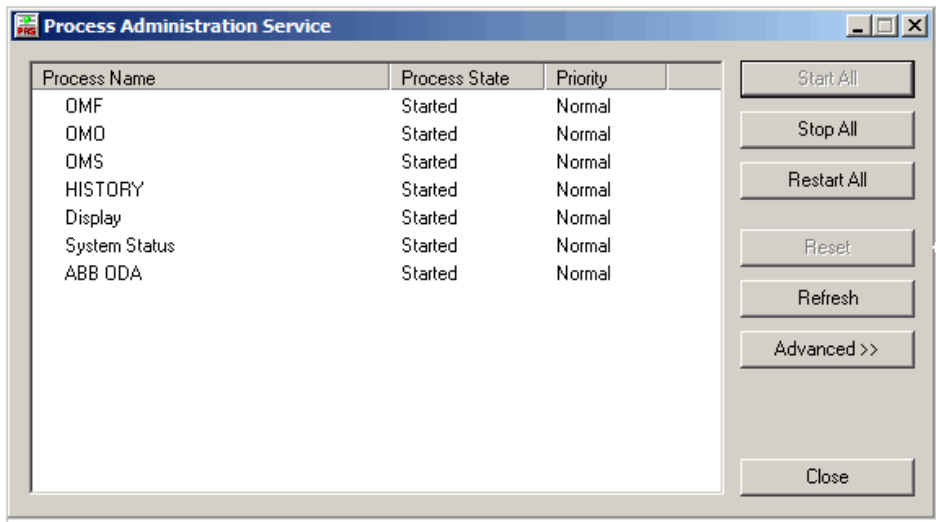 PAS Process Administration Service
Process Name Process State Priority
OMF Started Normal
OMO Started Normal
OMS Started Normal
HISTORY Started Normal
Display Started Normal
System Status Started Normal
ABB ODA Started Normal
Start All
Stop All
Restart All
Reset
Refresh
Advanced >>
Close